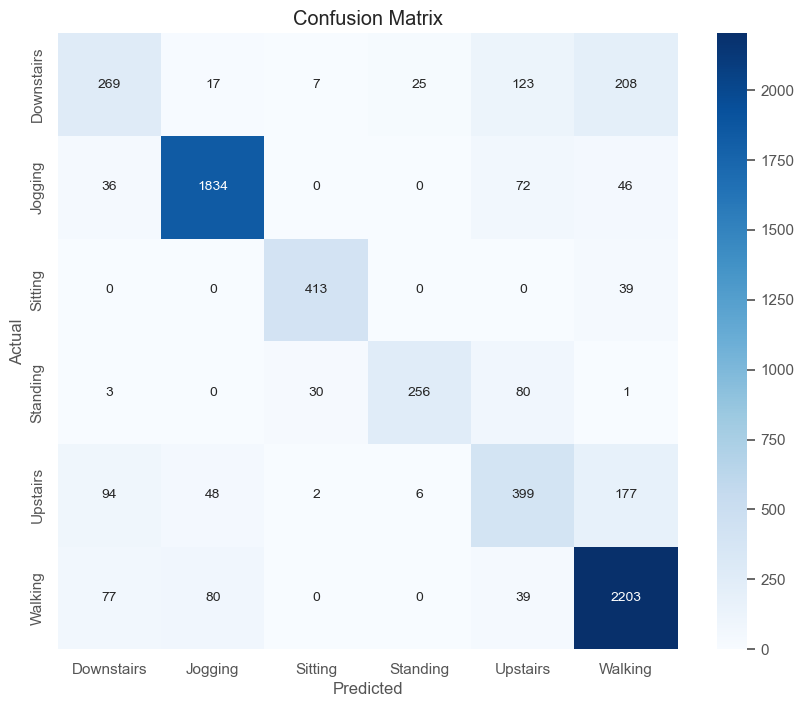 Confusion Matrix
Actual
Downstairs 269 17 7 25 123 208
Jogging 36 1834 0 0 72 46
Sitting 0 0 413 0 0 39
Standing 3 0 30 256 80 1
Upstairs 94 48 2 6 399 177
Walking 77 80 0 0 39 2203
Downstairs Jogging Sitting Standing Upstairs Walking
Predicted
2000
1750
1500
1250
1000
750
500
250
0